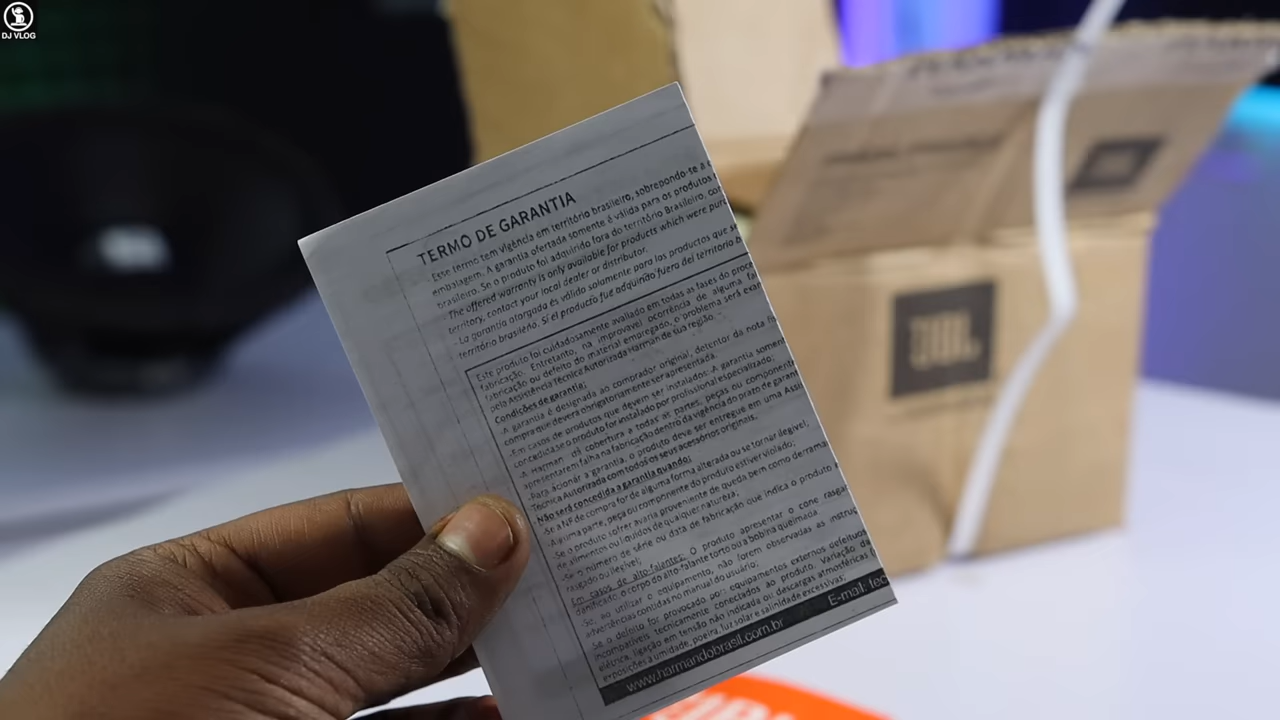 DJ VLOG
TERMO DE GARANTIA
Este termo tem vigência em território brasileiro, sobrepondo-se a
embalagem. A garantia ofertada somente é válida para os produtos
brasileiro. Se o produto foi adquirido fora do território Brasileiro,
The offered warranty is only available for products which were
territory, contact your local dealer or distributor.
- La garantia otorgada és válido solamente para los productos que
território brasileño. Si el producto fue adquirido fuera del territorio
Este produto foi cuidadosamente avaliado em todas as fases do
fabricação. Entretanto, na improvável ocorrência de alguma
fabricação ou defeito do material empregado, o problema será
pela Assistência Técnica Autorizada Harman de sua região.
Condições de garantia:
-A garantia é designada ao comprador original, detentor da nota
compra que deverá obrigatoriamente ser apresentada.
-Em casos de produtos que devem ser instalados: A garantia
concedida se o produto for instalado por profissional especializado;
-A Harman dá cobertura a todas as partes, peças ou
apresentarem falha na fabricação dentro da vigência do prazo de
-Para acionar a garantia, o produto deve ser entregue em uma
Técnica Autorizada com todos os seus acessórios originais.
Não será concedida a garantia quando:
-Se a NF de compra for de alguma forma alterada ou se tornar ilegível;
-Alguma parte, peça ou componente do produto estiver violado;
-Se o produto sofrer avaria proveniente de queda bem como
de alimentos ou líquidos de qualquer natureza;
-Se o número de série ou data de fabricação que indica o produto
rasgado ou ilegível;
Em casos de alto-falantes: O produto apresentar o cone
danificado, o corpo do alto-falante torto ou a bobina queimada
-Se, ao utilizar o equipamento, não forem observadas as
advertências contidas no manual do usuário;
Se o defeito for provocado por: equipamentos externos defeituosos
incompatíveis tecnicamente conectados ao produto. Variação
elétrica, ligação em tensão não indicada ou descargas atmosféricas
exposições a umidade, poeira, luz solar e salinidade excessivas;
www.harmandobrasil.com.br E-mail:
JBL